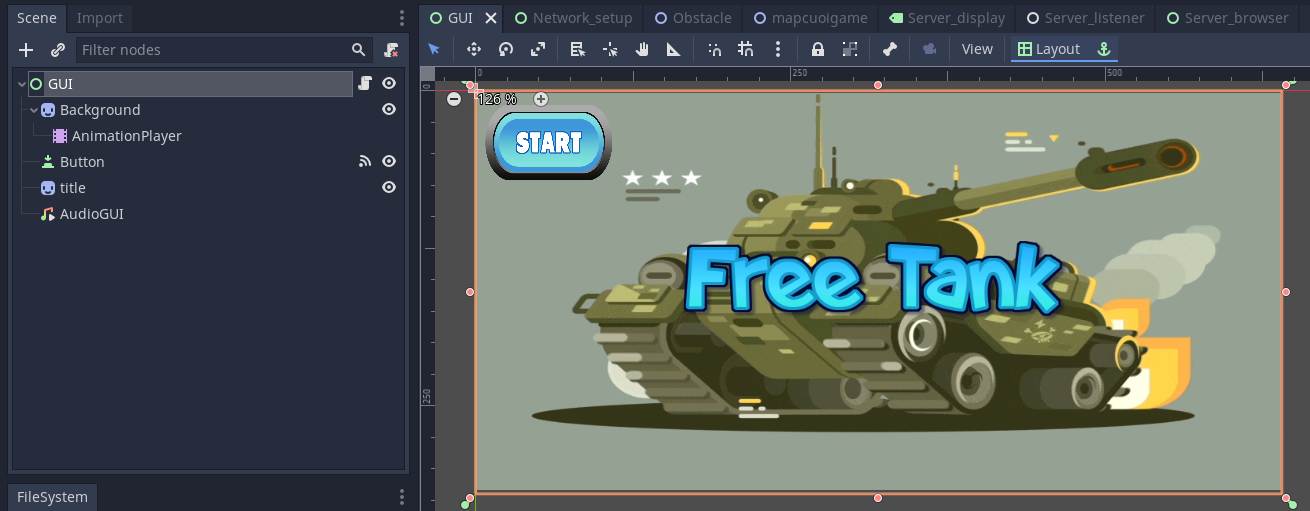 Scene Import
GUI Network_setup Obstacle mapcuoigame Server_display Server_listener Server_browser
Filter nodes
View Layout
0 250 500
GUI
0
126 %
Background
AnimationPlayer
START
Button
title
AudioGUI
Free Tank
250
FileSystem